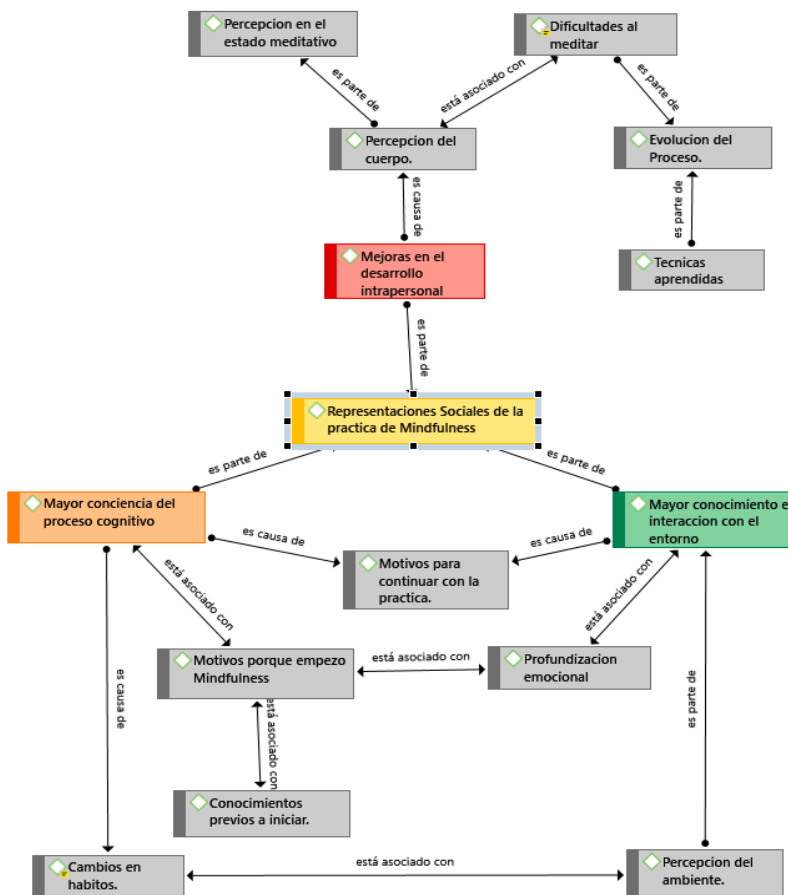 Percepcion en el
estado meditativo
Dificultades al
meditar
es parte de
está asociado con
es parte de
Percepcion del
cuerpo.
Evolucion del
Proceso.
es causa de
es parte de
Mejoras en el
desarrollo
intrapersonal
Tecnicas
aprendidas
es parte de
Representaciones Sociales de la
practica de Mindfulness
es parte de
es parte de
Mayor conciencia del
proceso cognitivo
Mayor conocimiento e
interaccion con el
entorno
es causa de
es causa de
Motivos para
continuar con la
practica.
está asociado con
está asociado con
Motivos porque empezo
Mindfulness
está asociado con
Profundizacion
emocional
es causa de
es parte de
está asociado con
Conocimientos
previos a iniciar.
Cambios en
habitos.
está asociado con
Percepcion del
ambiente.